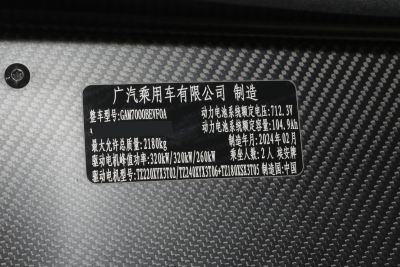 广汽乘用车有限公司 制造
整车型号:GAM7000BEVF0A 动力电池系统额定电压:712.3V
动力电池系统额定容量:104.9Ah
最大允许总质量:2180kg 制造年月:2024年02月
驱动电机峰值功率:320kW/320kW/260kW 乘坐人数:2人 埃安牌
驱动电机型号:TZ220XYX3T02/TZ240XYX3T06+TZ180XSX3T05 制造国:中国